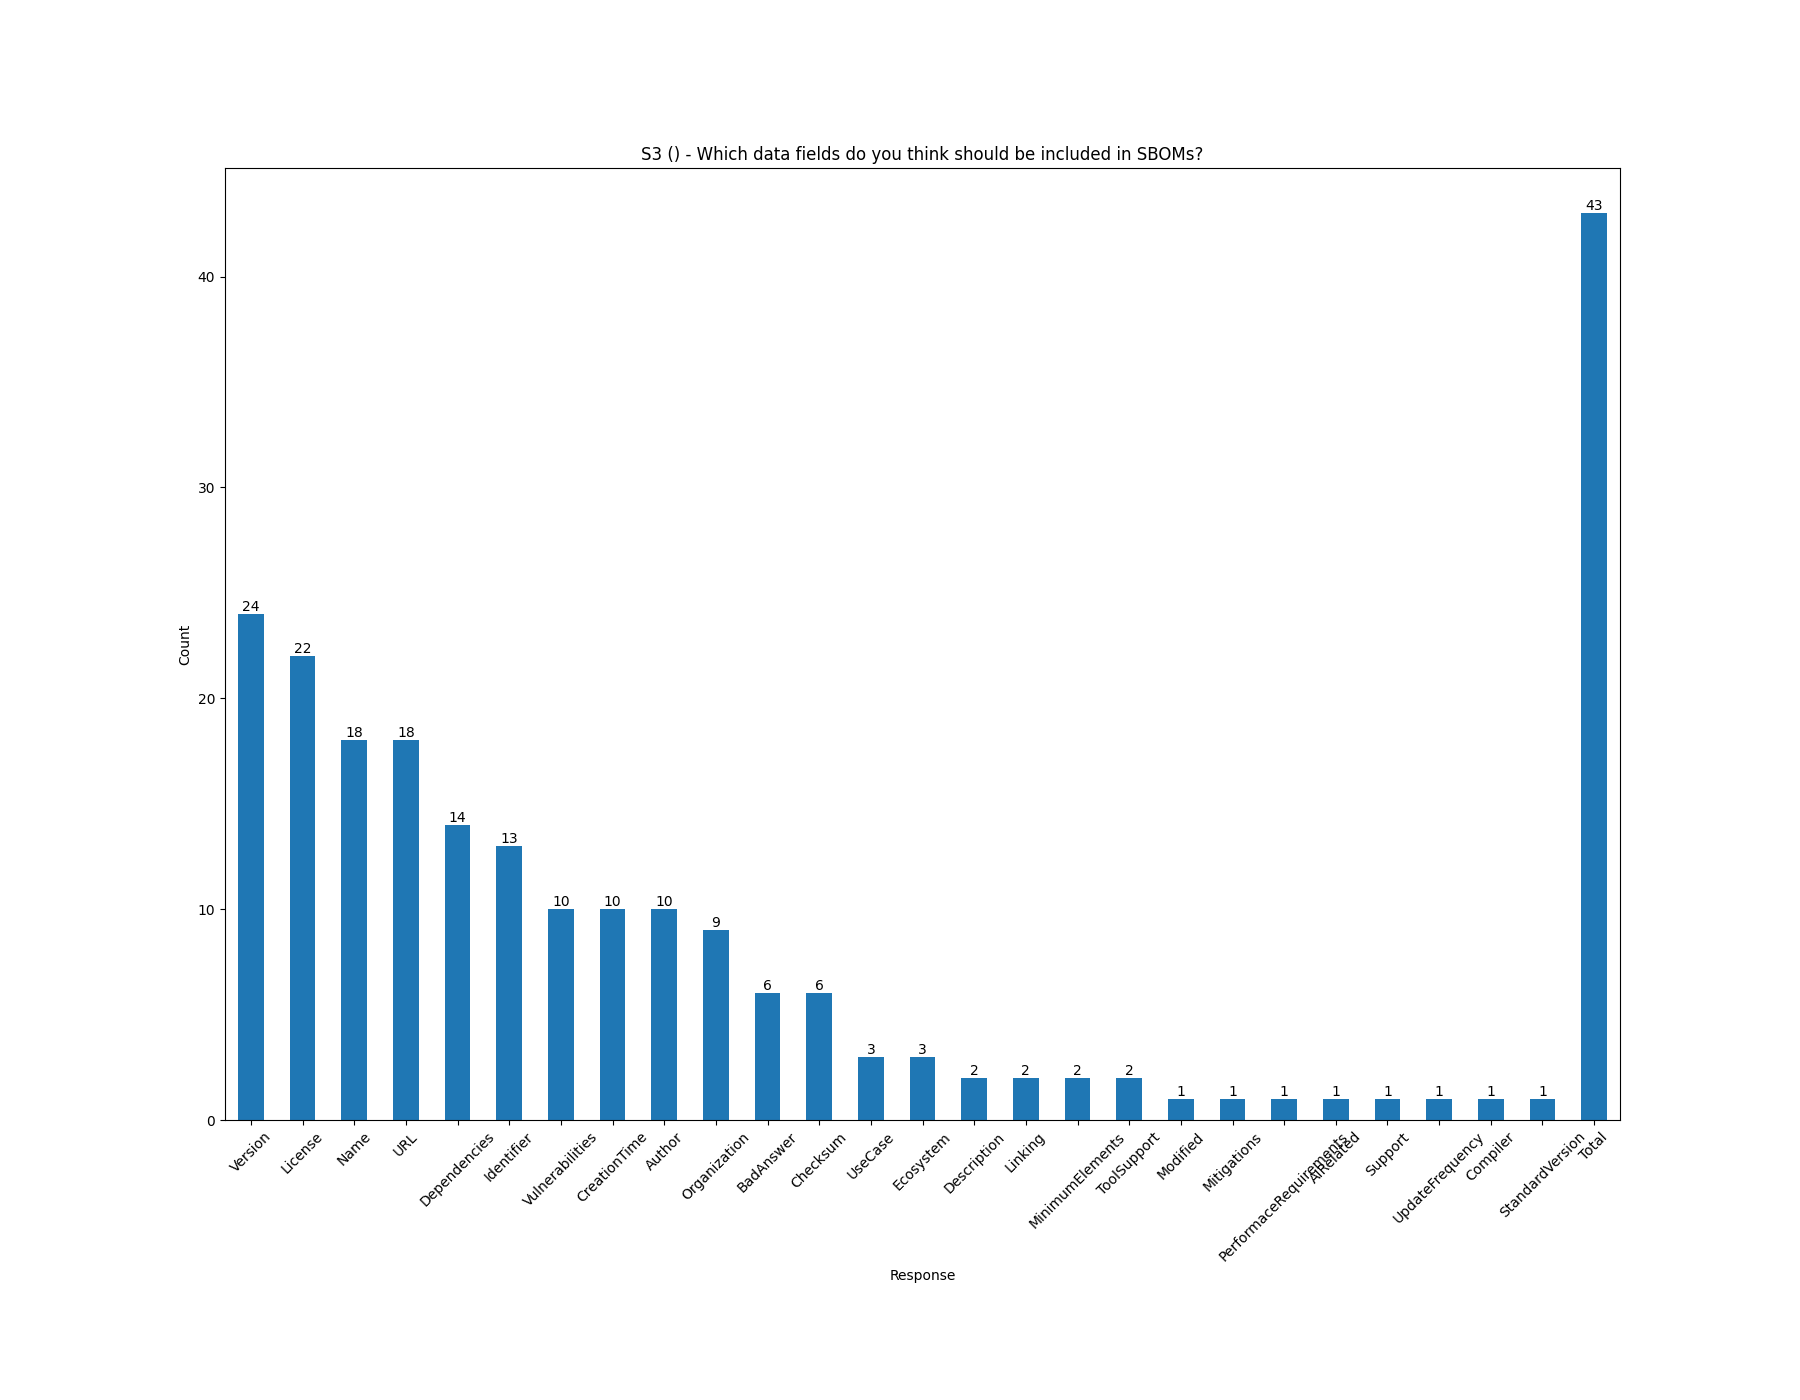 S3 () - Which data fields do you think should be included in SBOMs?
Count
40
30
20
10
0
24
22
18
18
14
13
10
10
10
9
6
6
3
3
2
2
2
2
1
1
1
1
1
1
1
1
43
Version
License
Name
URL
Dependencies
Identifier
Vulnerabilities
CreationTime
Author
Organization
BadAnswer
Checksum
UseCase
Ecosystem
Description
Linking
MinimumElements
ToolSupport
Modified
Mitigations
PerformaceRequirements
AIRelated
Support
UpdateFrequency
Compiler
StandardVersion
Total
Response